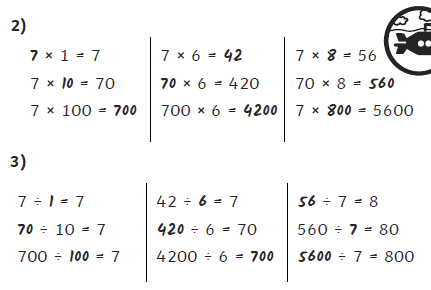 2)
7 × 1 = 7
7 × 10 = 70
7 × 100 = 700
7 × 6 = 42
70 × 6 = 420
700 × 6 = 4200
7 × 8 = 56
70 × 8 = 560
7 × 800 = 5600
3)
7 ÷ 1 = 7
70 ÷ 10 = 7
700 ÷ 100 = 7
42 ÷ 6 = 7
420 ÷ 6 = 70
4200 ÷ 6 = 700
56 ÷ 7 = 8
560 ÷ 7 = 80
5600 ÷ 7 = 800